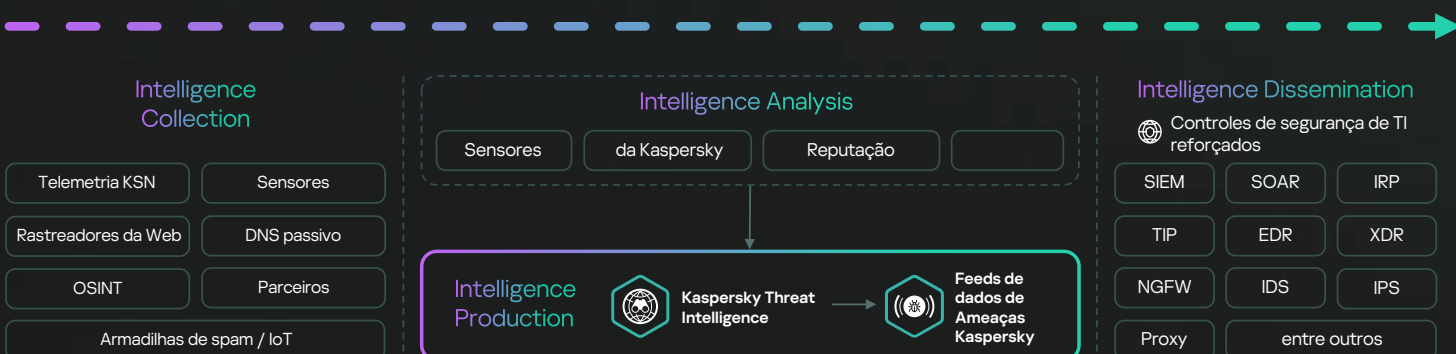 Intelligence
Collection
Telemetria KSN
Sensores
Rastreadores da Web
DNS passivo
OSINT
Parceiros
Armadilhas de spam / IoT
Intelligence Analysis
Sensores
da Kaspersky
Reputação
Intelligence
Production
Kaspersky Threat
Intelligence
Feeds de
dados de
Ameaças
Kaspersky
Intelligence Dissemination
Controles de segurança de TI
reforçados
SIEM
SOAR
IRP
TIP
EDR
XDR
NGFW
IDS
IPS
Proxy
entre outros